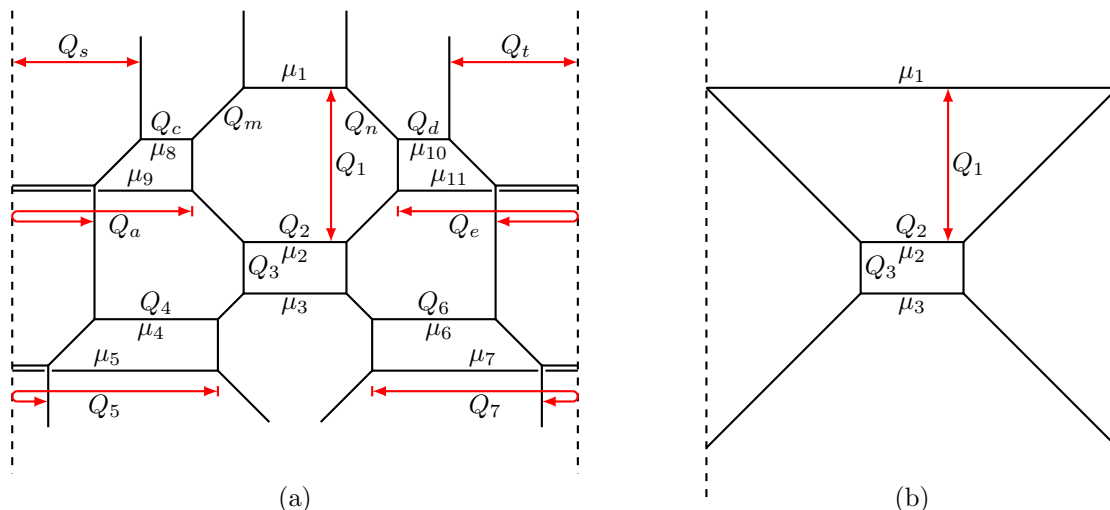 Q_s Q_t
μ_1
Q_c Q_m Q_n Q_d
μ_8 Q_1 μ_10 Q_1
μ_9 μ_11
Q_a Q_2 Q_e Q_2
μ_2 μ_2
Q_3 Q_3
Q_4 μ_3 Q_6 μ_3
μ_4 μ_6
μ_5 μ_7
Q_5 Q_7
μ_1
(a) (b)